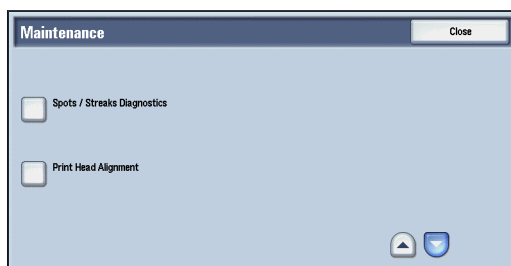 Maintenance
Close
Spots / Streaks Diagnostics
Print Head Alignment